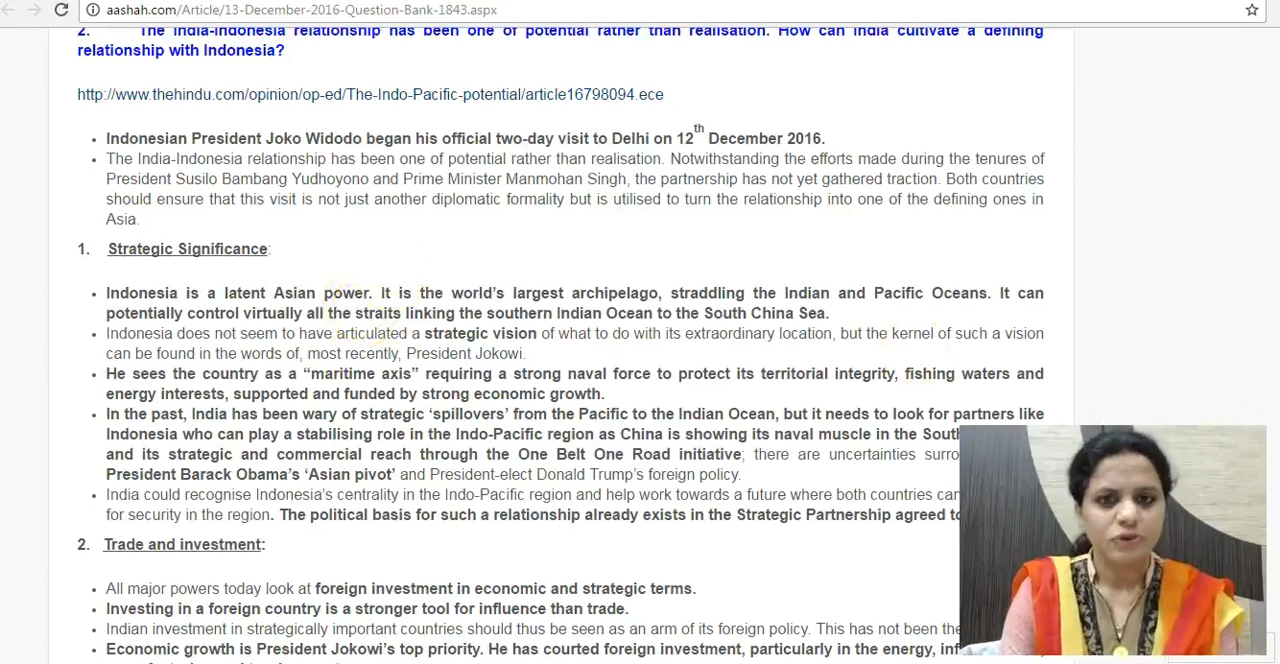 aashah.com/Article/13-December-2016-Question-Bank-1843.aspx
2. The India-Indonesia relationship has been one of potential rather than realisation. How can India cultivate a defining
relationship with Indonesia?
http://www.thehindu.com/opinion/op-ed/The-Indo-Pacific-potential/article16798094.ece
• Indonesian President Joko Widodo began his official two-day visit to Delhi on 12th December 2016.
• The India-Indonesia relationship has been one of potential rather than realisation. Notwithstanding the efforts made during the tenures of
President Susilo Bambang Yudhoyono and Prime Minister Manmohan Singh, the partnership has not yet gathered traction. Both countries
should ensure that this visit is not just another diplomatic formality but is utilised to turn the relationship into one of the defining ones in
Asia.
1. Strategic Significance:
• Indonesia is a latent Asian power. It is the world's largest archipelago, straddling the Indian and Pacific Oceans. It can
potentially control virtually all the straits linking the southern Indian Ocean to the South China Sea.
• Indonesia does not seem to have articulated a strategic vision of what to do with its extraordinary location, but the kernel of such a vision
can be found in the words of, most recently, President Jokowi.
• He sees the country as a “maritime axis” requiring a strong naval force to protect its territorial integrity, fishing waters and
energy interests, supported and funded by strong economic growth.
• In the past, India has been wary of strategic ‘spillovers’ from the Pacific to the Indian Ocean, but it needs to look for partners like
Indonesia who can play a stabilising role in the Indo-Pacific region as China is showing its naval muscle in the Sout
and its strategic and commercial reach through the One Belt One Road initiative; there are uncertainties surro
President Barack Obama's ‘Asian pivot’ and President-elect Donald Trump's foreign policy.
• India could recognise Indonesia's centrality in the Indo-Pacific region and help work towards a future where both countries can
for security in the region. The political basis for such a relationship already exists in the Strategic Partnership agreed to
2. Trade and investment:
• All major powers today look at foreign investment in economic and strategic terms.
• Investing in a foreign country is a stronger tool for influence than trade.
• Indian investment in strategically important countries should thus be seen as an arm of its foreign policy. This has not been the
• Economic growth is President Jokowi's top priority. He has courted foreign investment, particularly in the energy, inf